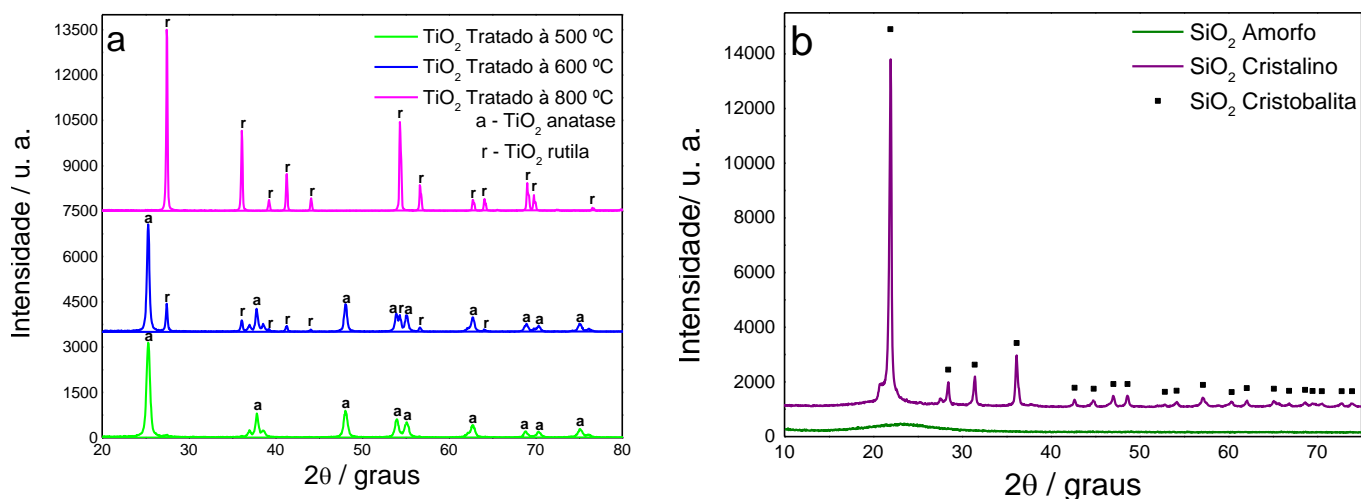 a
TiO2 Tratado à 500 ºC
TiO2 Tratado à 600 ºC
TiO2 Tratado à 800 ºC
a - TiO2 anatase
r - TiO2 rutila
Intensidade / u. a.
13500
12000
10500
9000
7500
6000
4500
3000
1500
0
r r r r r r r r r r r r
a r r a r r r a a r a r a r a a a
a a a a a a a a a
20 30 40 50 60 70 80
2θ / graus
b
SiO2 Amorfo
SiO2 Cristalino
SiO2 Cristobalita
Intensidade/ u. a.
14000
12000
10000
8000
6000
4000
2000
0
10 20 30 40 50 60 70
2θ / graus